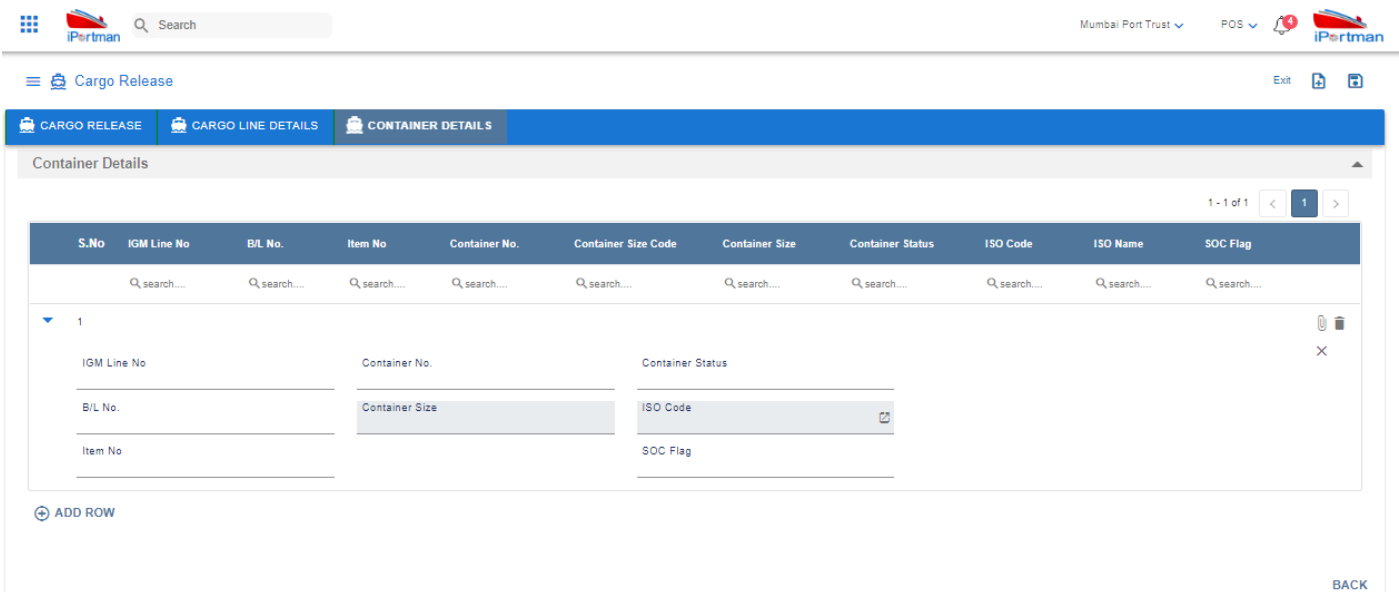 iPortman Search Mumbai Port Trust POS 4 iPortman
Cargo Release Exit
CARGO RELEASE CARGO LINE DETAILS CONTAINER DETAILS
Container Details
1 - 1 of 1 < 1 >
S.No IGM Line No B/L No. Item No Container No. Container Size Code Container Size Container Status ISO Code ISO Name SOC Flag
search.... search.... search.... search.... search.... search.... search.... search.... search.... search....
1
IGM Line No Container No. Container Status
B/L No. Container Size ISO Code
Item No SOC Flag
ADD ROW
BACK